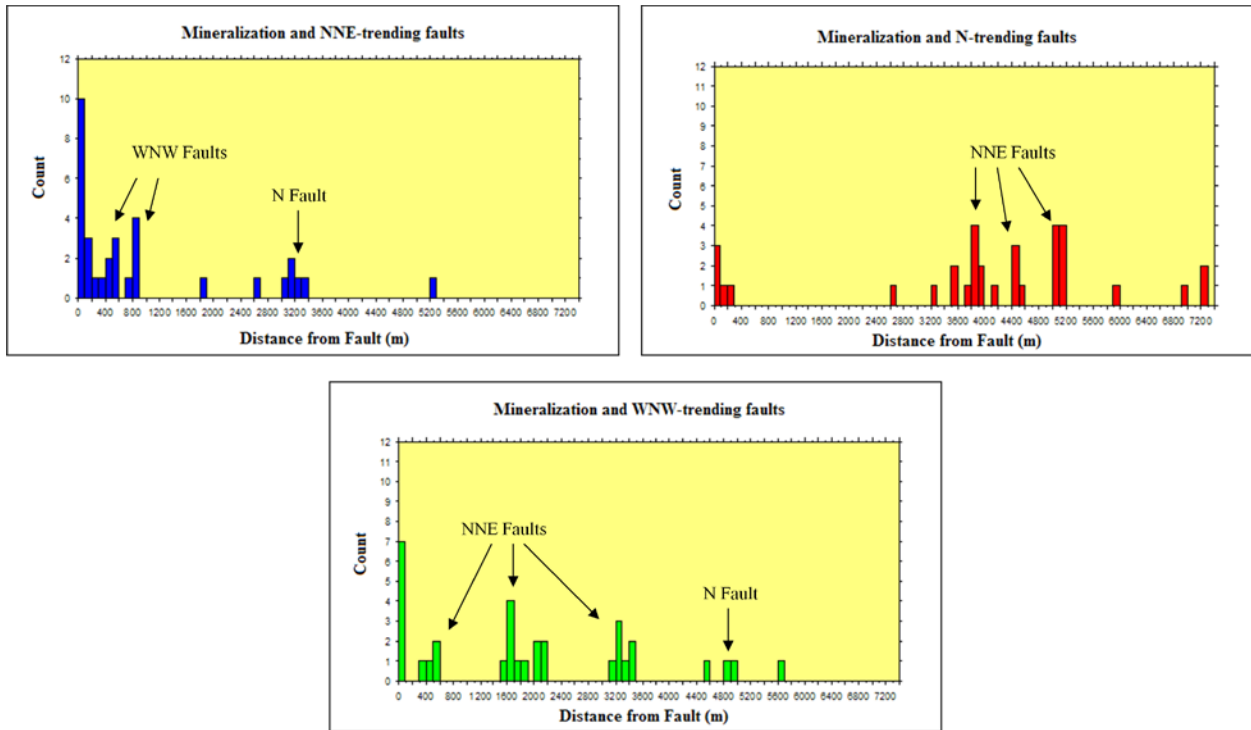 Mineralization and NNE-trending faults
12
10
8
6
4
2
0
Count
WNW Faults
N Fault
0 400 800 1200 1600 2000 2400 2800 3200 3600 4000 4400 4800 5200 5600 6000 6400 6800 7200
Distance from Fault (m)
Mineralization and N-trending faults
12
11
10
9
8
7
6
5
4
3
2
1
0
Count
NNE Faults
0 400 800 1200 1600 2000 2400 2800 3200 3600 4000 4400 4800 5200 5600 6000 6400 6800 7200
Distance from Fault (m)
Mineralization and WNW-trending faults
12
11
10
9
8
7
6
5
4
3
2
1
0
Count
NNE Faults
N Fault
0 400 800 1200 1600 2000 2400 2800 3200 3600 4000 4400 4800 5200 5600 6000 6400 6800 7200
Distance from Fault (m)